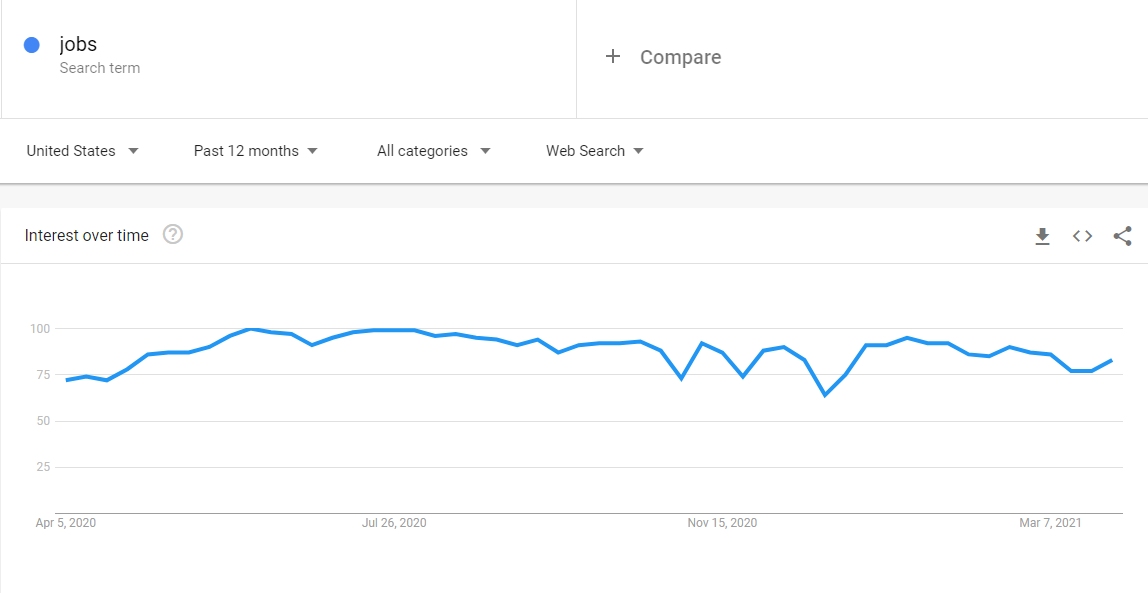 jobs
Search term
+ Compare
United States
Past 12 months
All categories
Web Search
Interest over time ?
100
75
50
25
Apr 5, 2020
Jul 26, 2020
Nov 15, 2020
Mar 7, 2021